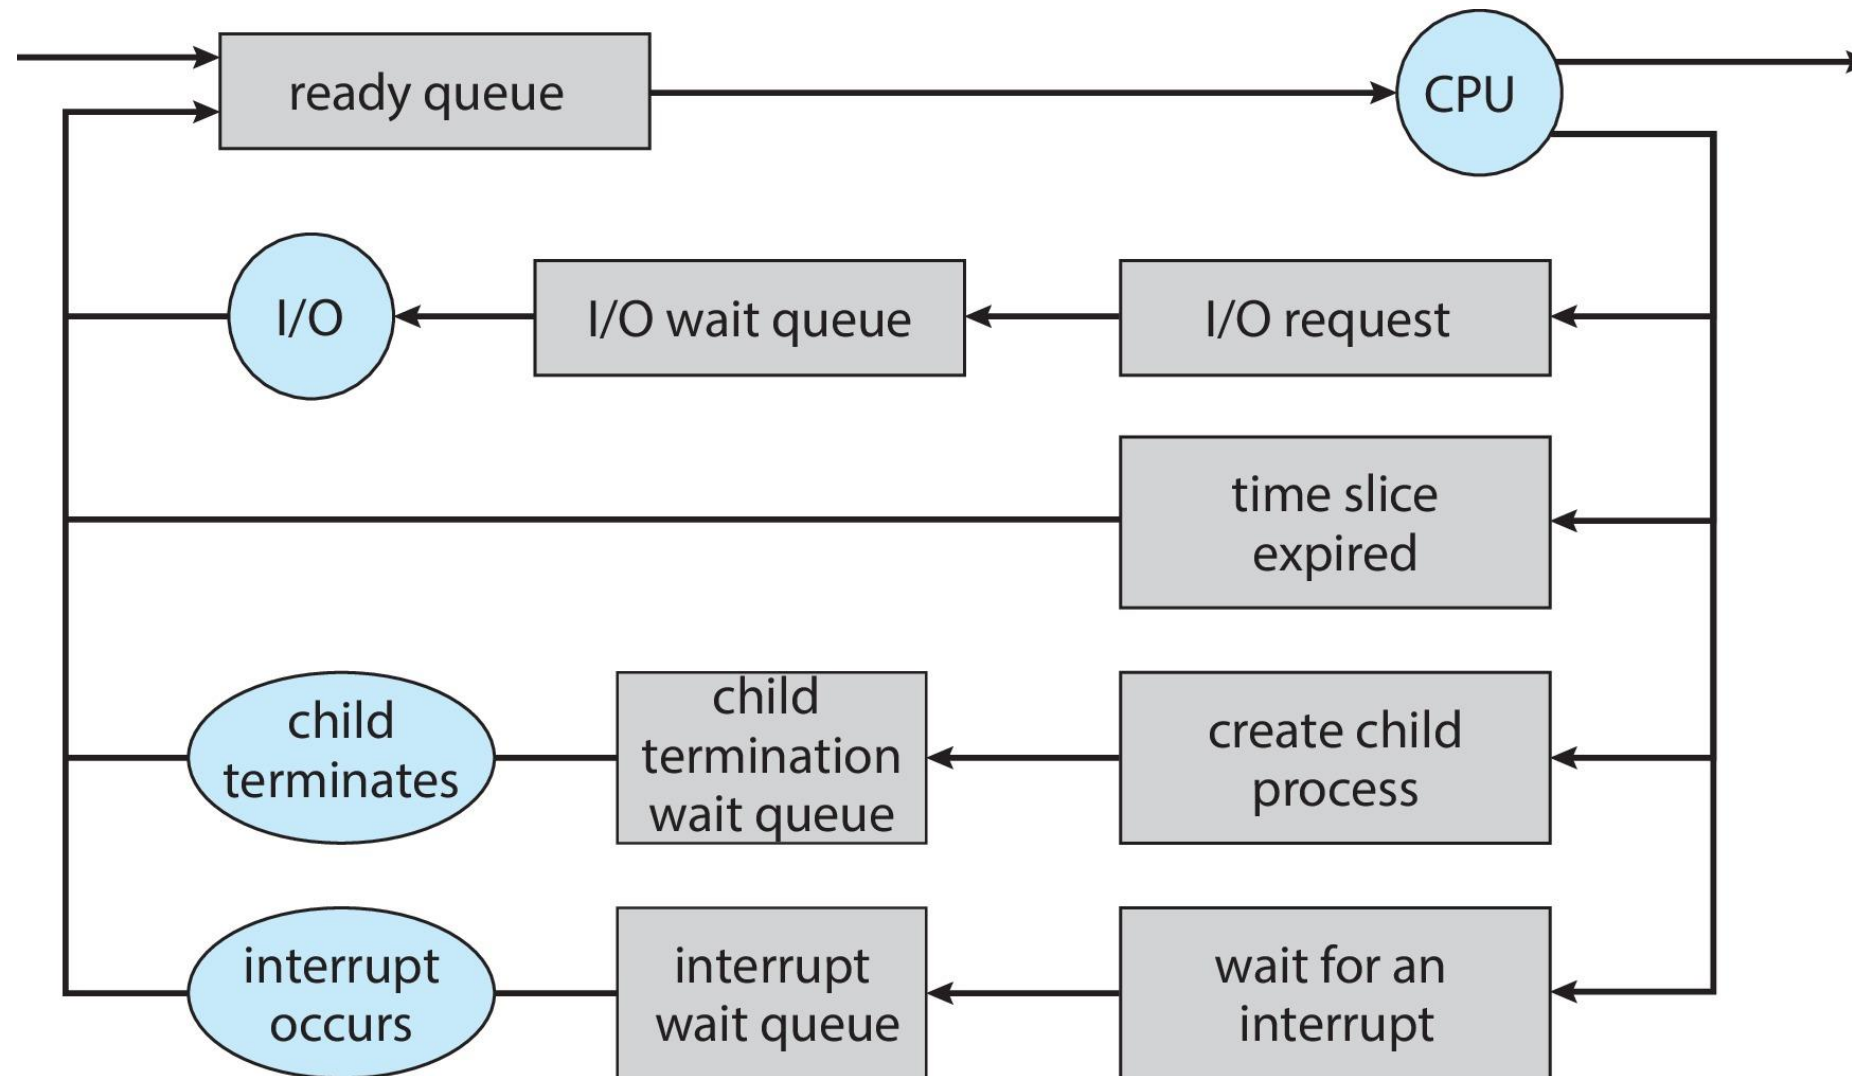 ready queue
CPU
I/O
I/O wait queue
I/O request
time slice
expired
child
terminates
child
termination
wait queue
create child
process
interrupt
occurs
interrupt
wait queue
wait for an
interrupt